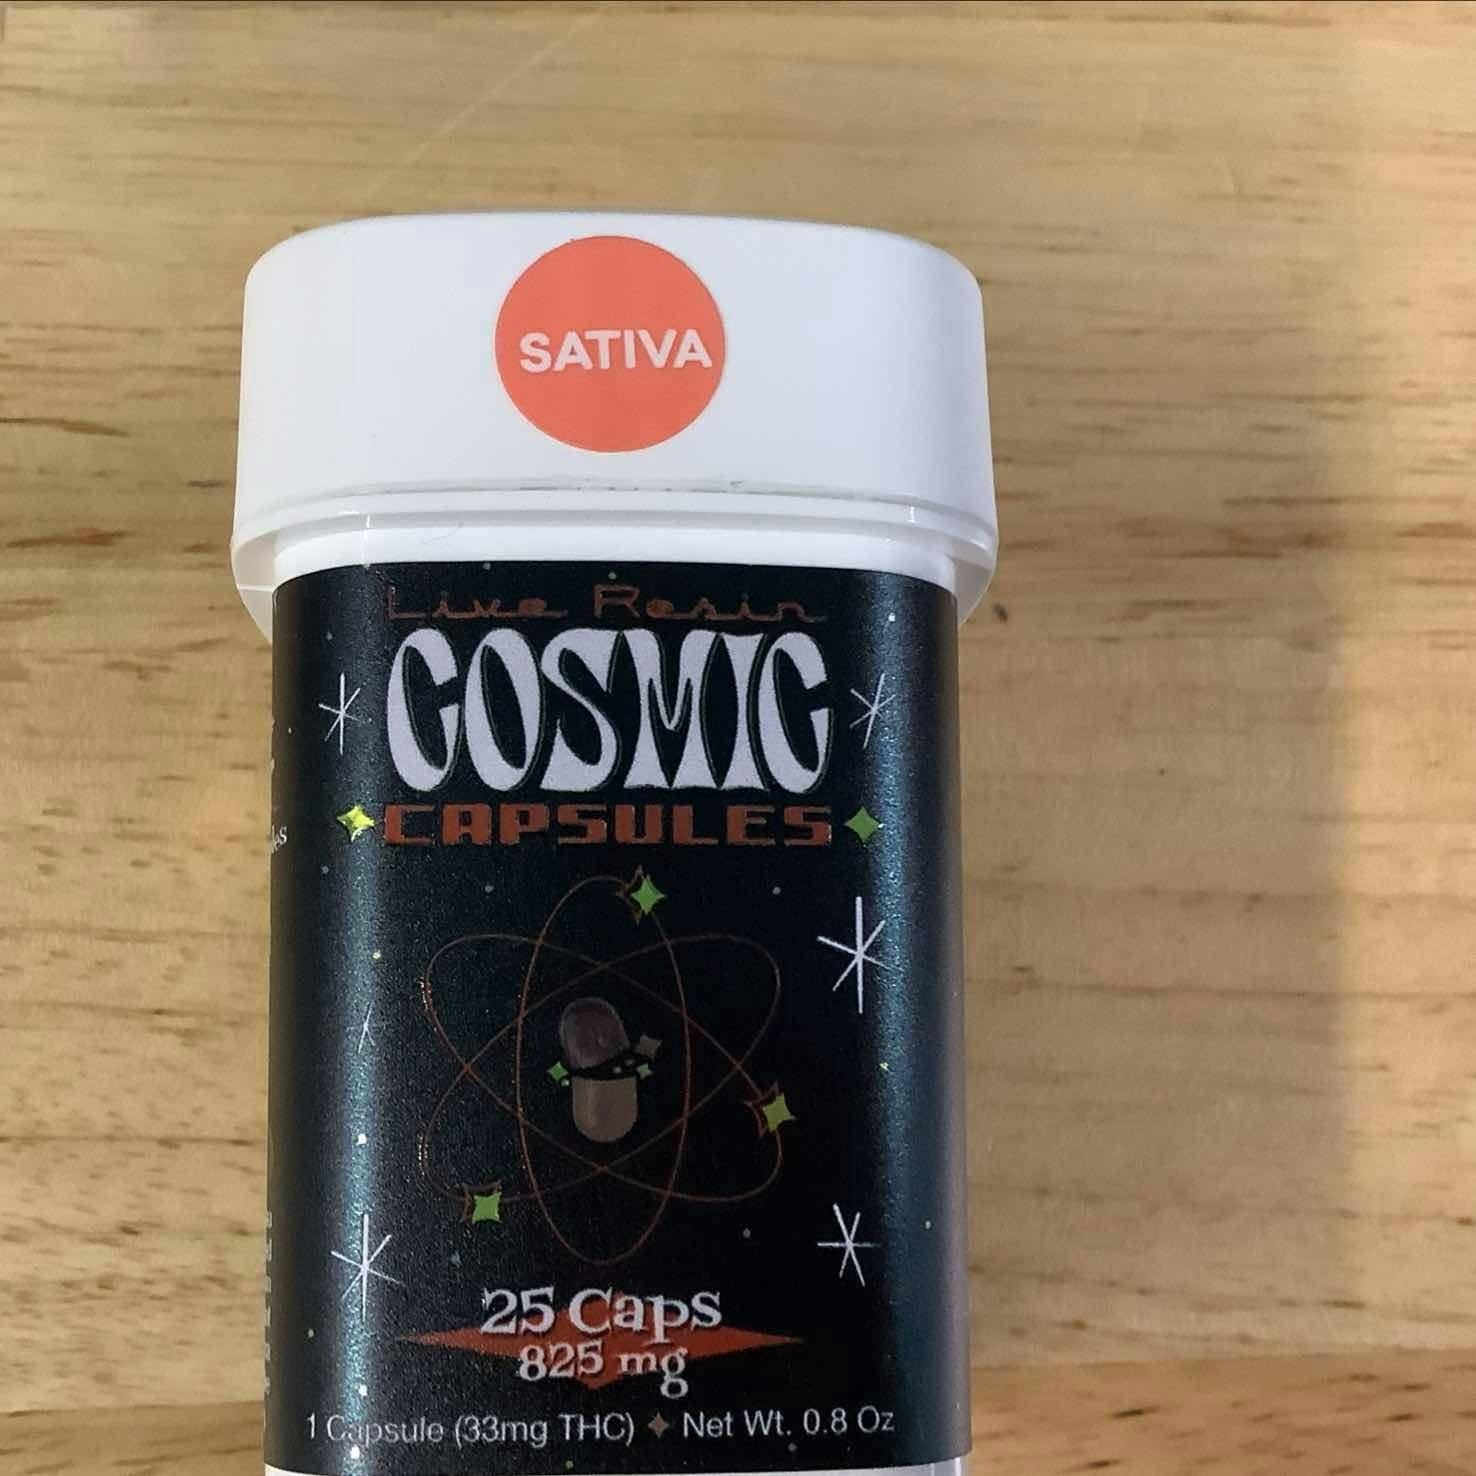 SATIVA
Live Resin
COSMIC
CAPSULES
25 Caps
825 mg
1 Capsule (33mg THC) ✦ Net Wt. 0.8 Oz